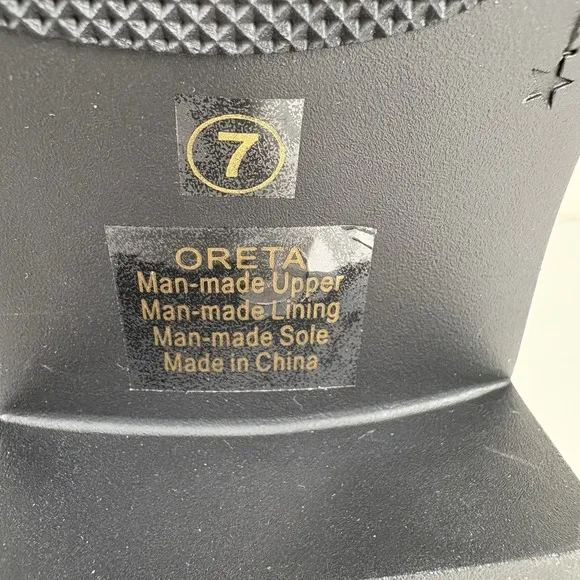 7
ORETA
Man-made Upper
Man-made Lining
Man-made Sole
Made in China